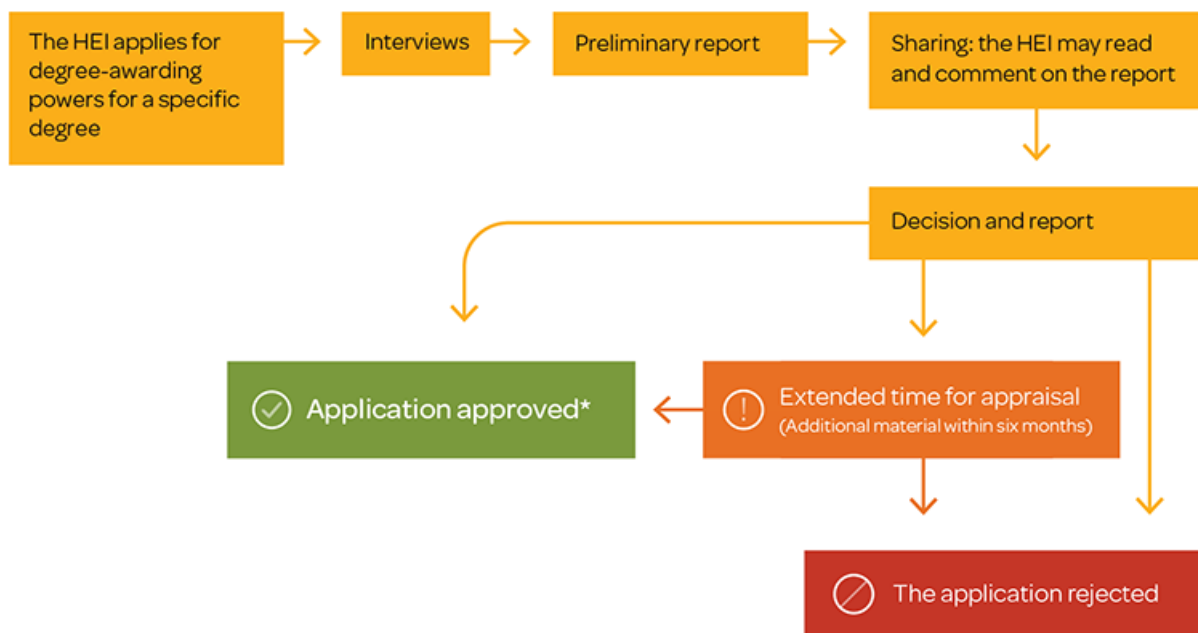 The HEI applies for
degree-awarding
powers for a specific
degree
Interviews
Preliminary report
Sharing: the HEI may read
and comment on the report
Decision and report
Application approved*
Extended time for appraisal
(Additional material within six months)
The application rejected